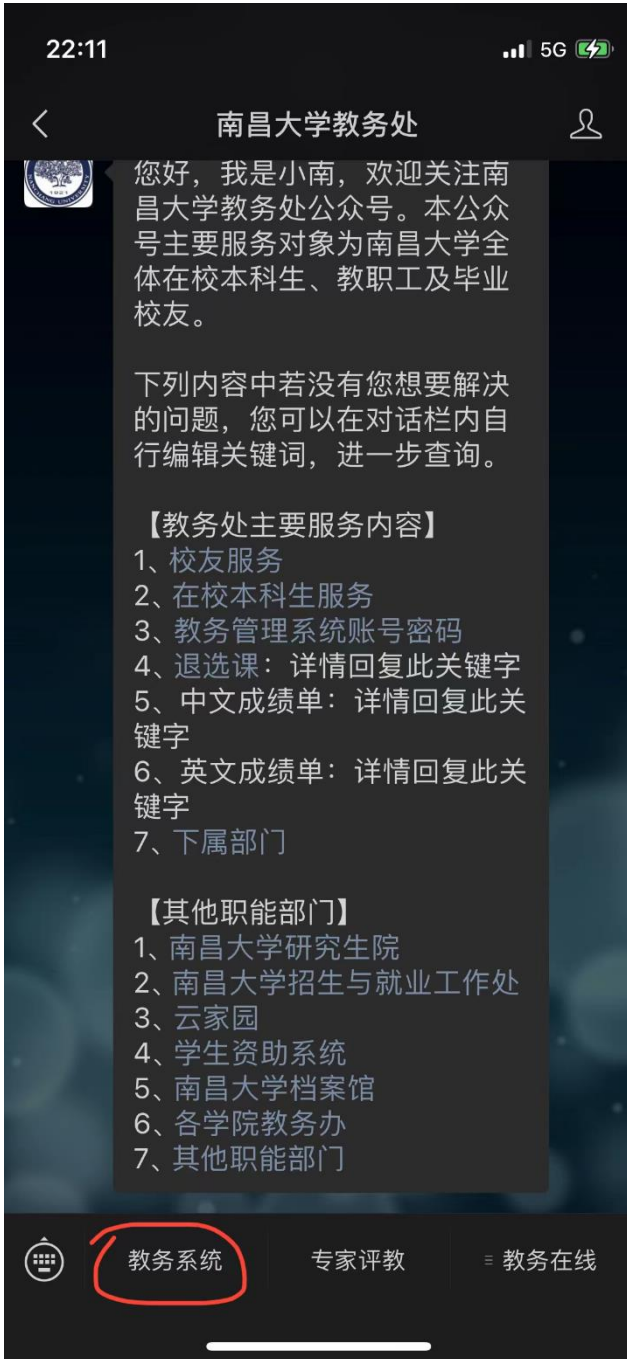 22:11
5G
南昌大学教务处
您好，我是小南，欢迎关注南
昌大学教务处公众号。本公众
号主要服务对象为南昌大学全
体在校本科生、教职工及毕业
校友。
下列内容中若没有您想要解决
的问题，您可以在对话栏内自
行编辑关键词，进一步查询。
【教务处主要服务内容】
1、校友服务
2、在校本科生服务
3、教务管理系统账号密码
4、退选课：详情回复此关键字
5、中文成绩单：详情回复此关
键字
6、英文成绩单：详情回复此关
键字
7、下属部门
【其他职能部门】
1、南昌大学研究生院
2、南昌大学招生与就业工作处
3、云家园
4、学生资助系统
5、南昌大学档案馆
6、各学院教务办
7、其他职能部门
教务系统 专家评教 教务在线